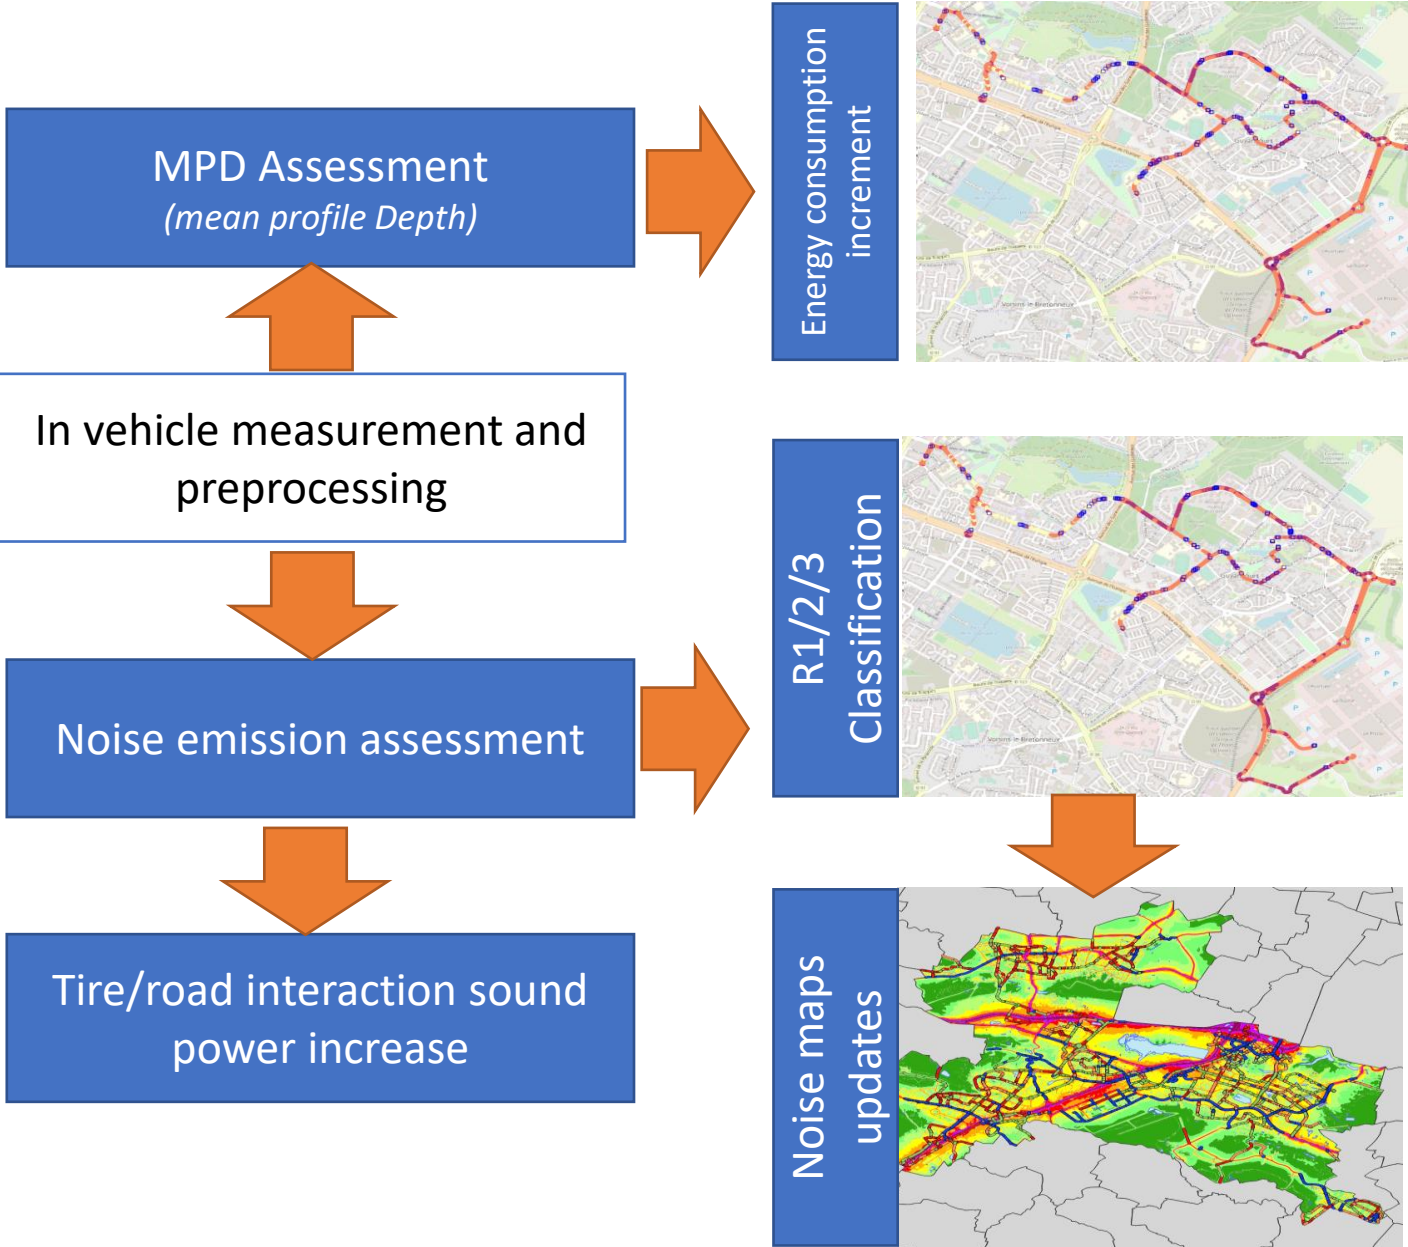 MPD Assessment
(mean profile Depth)
Energy consumption
increment
In vehicle measurement and
preprocessing
R1/2/3
Classification
Noise emission assessment
Tire/road interaction sound
power increase
Noise maps
updates